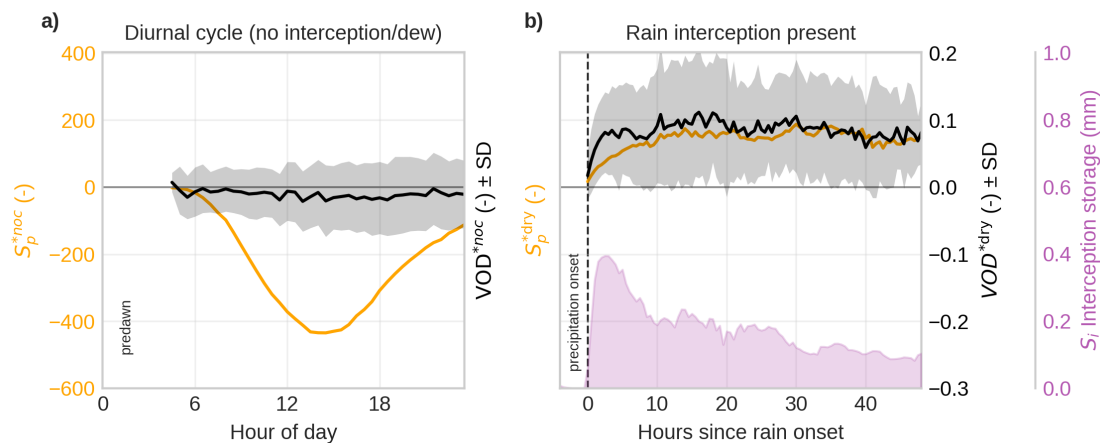 a)
Diurnal cycle (no interception/dew)
400
200
0
−200
−400
−600
S_p^{*noc} (-)
predawn
0
6
12
18
Hour of day
VOD^{*noc} (-) ± SD
b)
Rain interception present
S_p^{*dry} (-)
precipitation onset
0
10
20
30
40
Hours since rain onset
0.2
0.1
0.0
−0.1
−0.2
−0.3
VOD^{*dry} (-) ± SD
1.0
0.8
0.6
0.4
0.2
0.0
S_i Interception storage (mm)